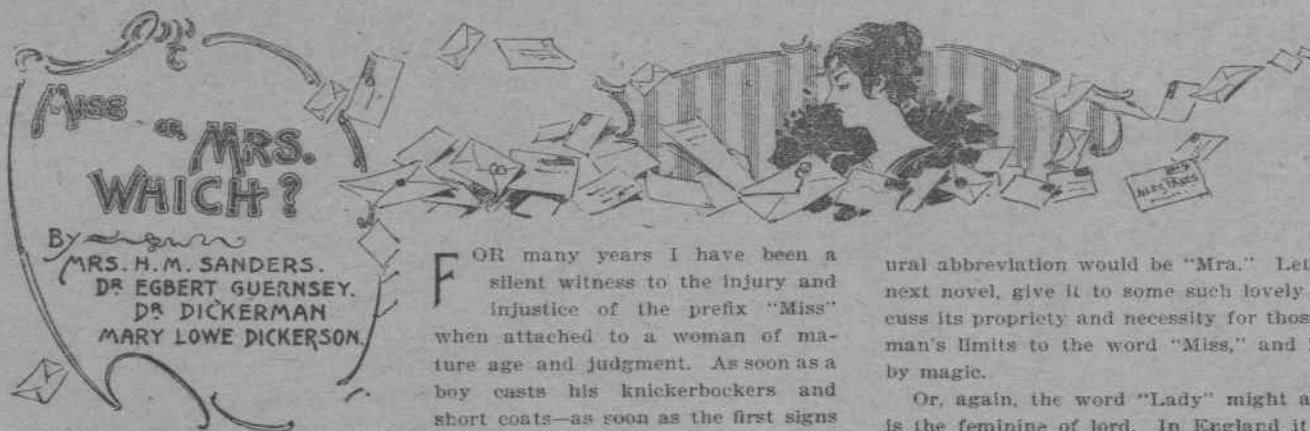 MISS OR MRS.
WHICH?
By
MRS. H. M. SANDERS.
DR EGBERT GUERNSEY.
DR DICKERMAN
MARY LOWE DICKERSON.
FOR many years I have been a
silent witness to the injury and
injustice of the prefix "Miss"
when attached to a woman of ma-
ture age and judgment. As soon as a
boy casts his knickerbockers and
short coats—as soon as the first signs
ural abbreviation would be "Mra." Let
next novel, give it to some such lovely
cuss its propriety and necessity for thos
man's limits to the word "Miss," and
by magic.
Or, again, the word "Lady" might a
is the feminine of lord. In England it